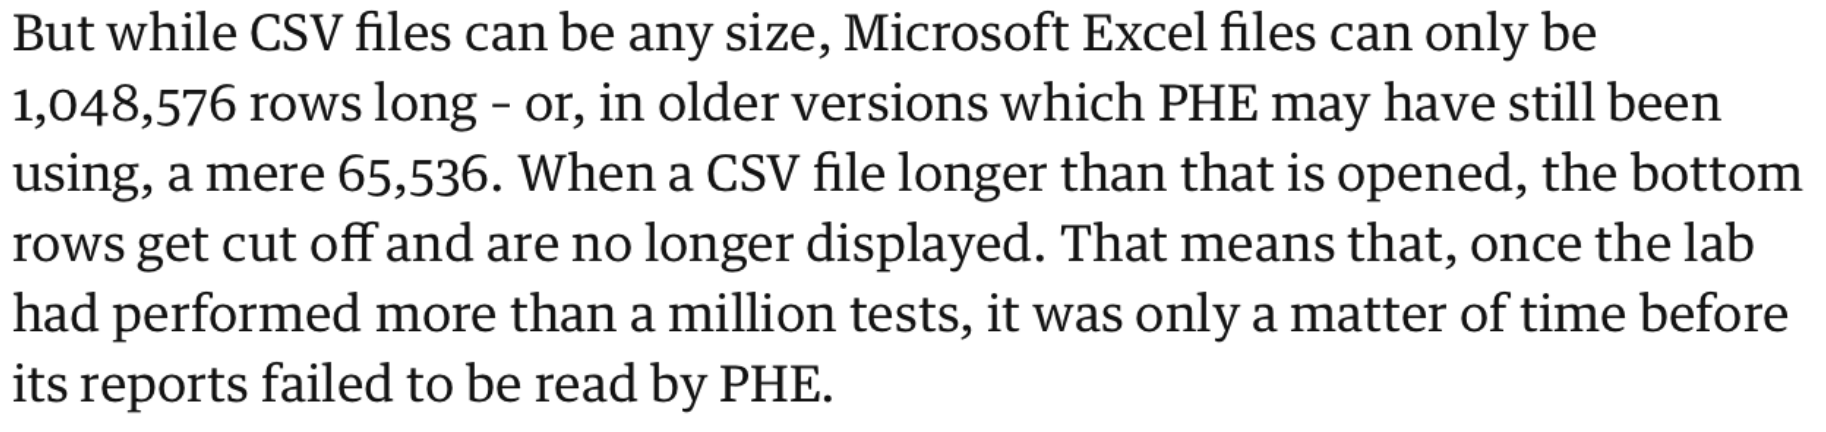 But while CSV files can be any size, Microsoft Excel files can only be
1,048,576 rows long – or, in older versions which PHE may have still been
using, a mere 65,536. When a CSV file longer than that is opened, the bottom
rows get cut off and are no longer displayed. That means that, once the lab
had performed more than a million tests, it was only a matter of time before
its reports failed to be read by PHE.